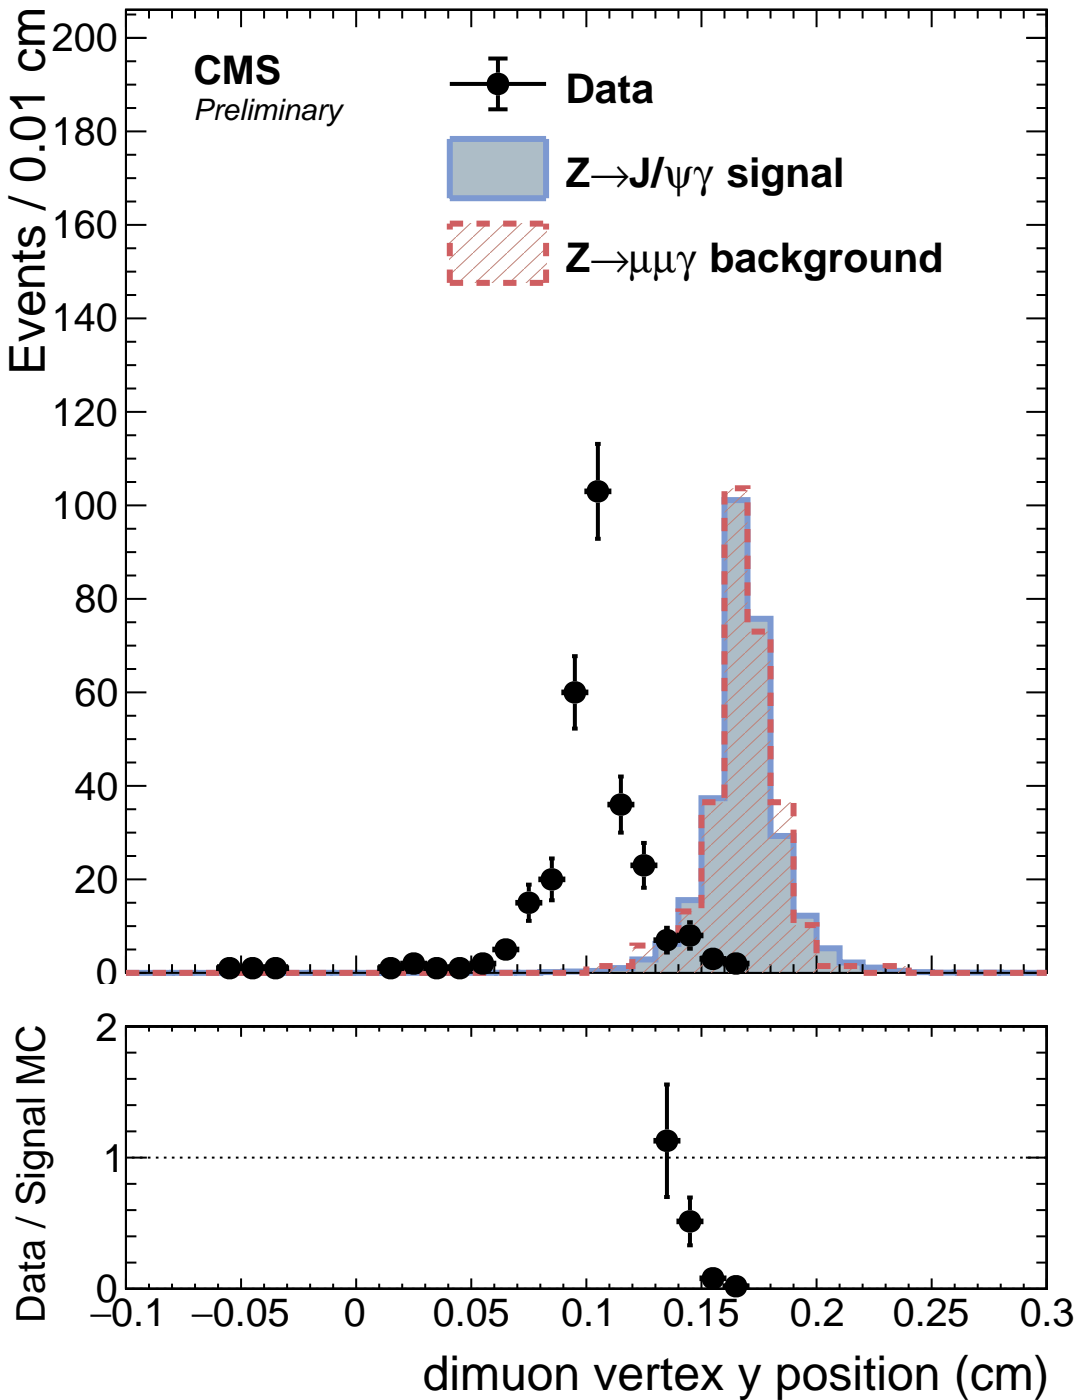 Events / 0.01 cm
200
180
160
140
120
100
80
60
40
20
0
CMS
Preliminary
Data
Z→J/ψγ signal
Z→μμγ background
Data / Signal MC
2
1
0
−0.1 −0.05 0 0.05 0.1 0.15 0.2 0.25 0.3
dimuon vertex y position (cm)